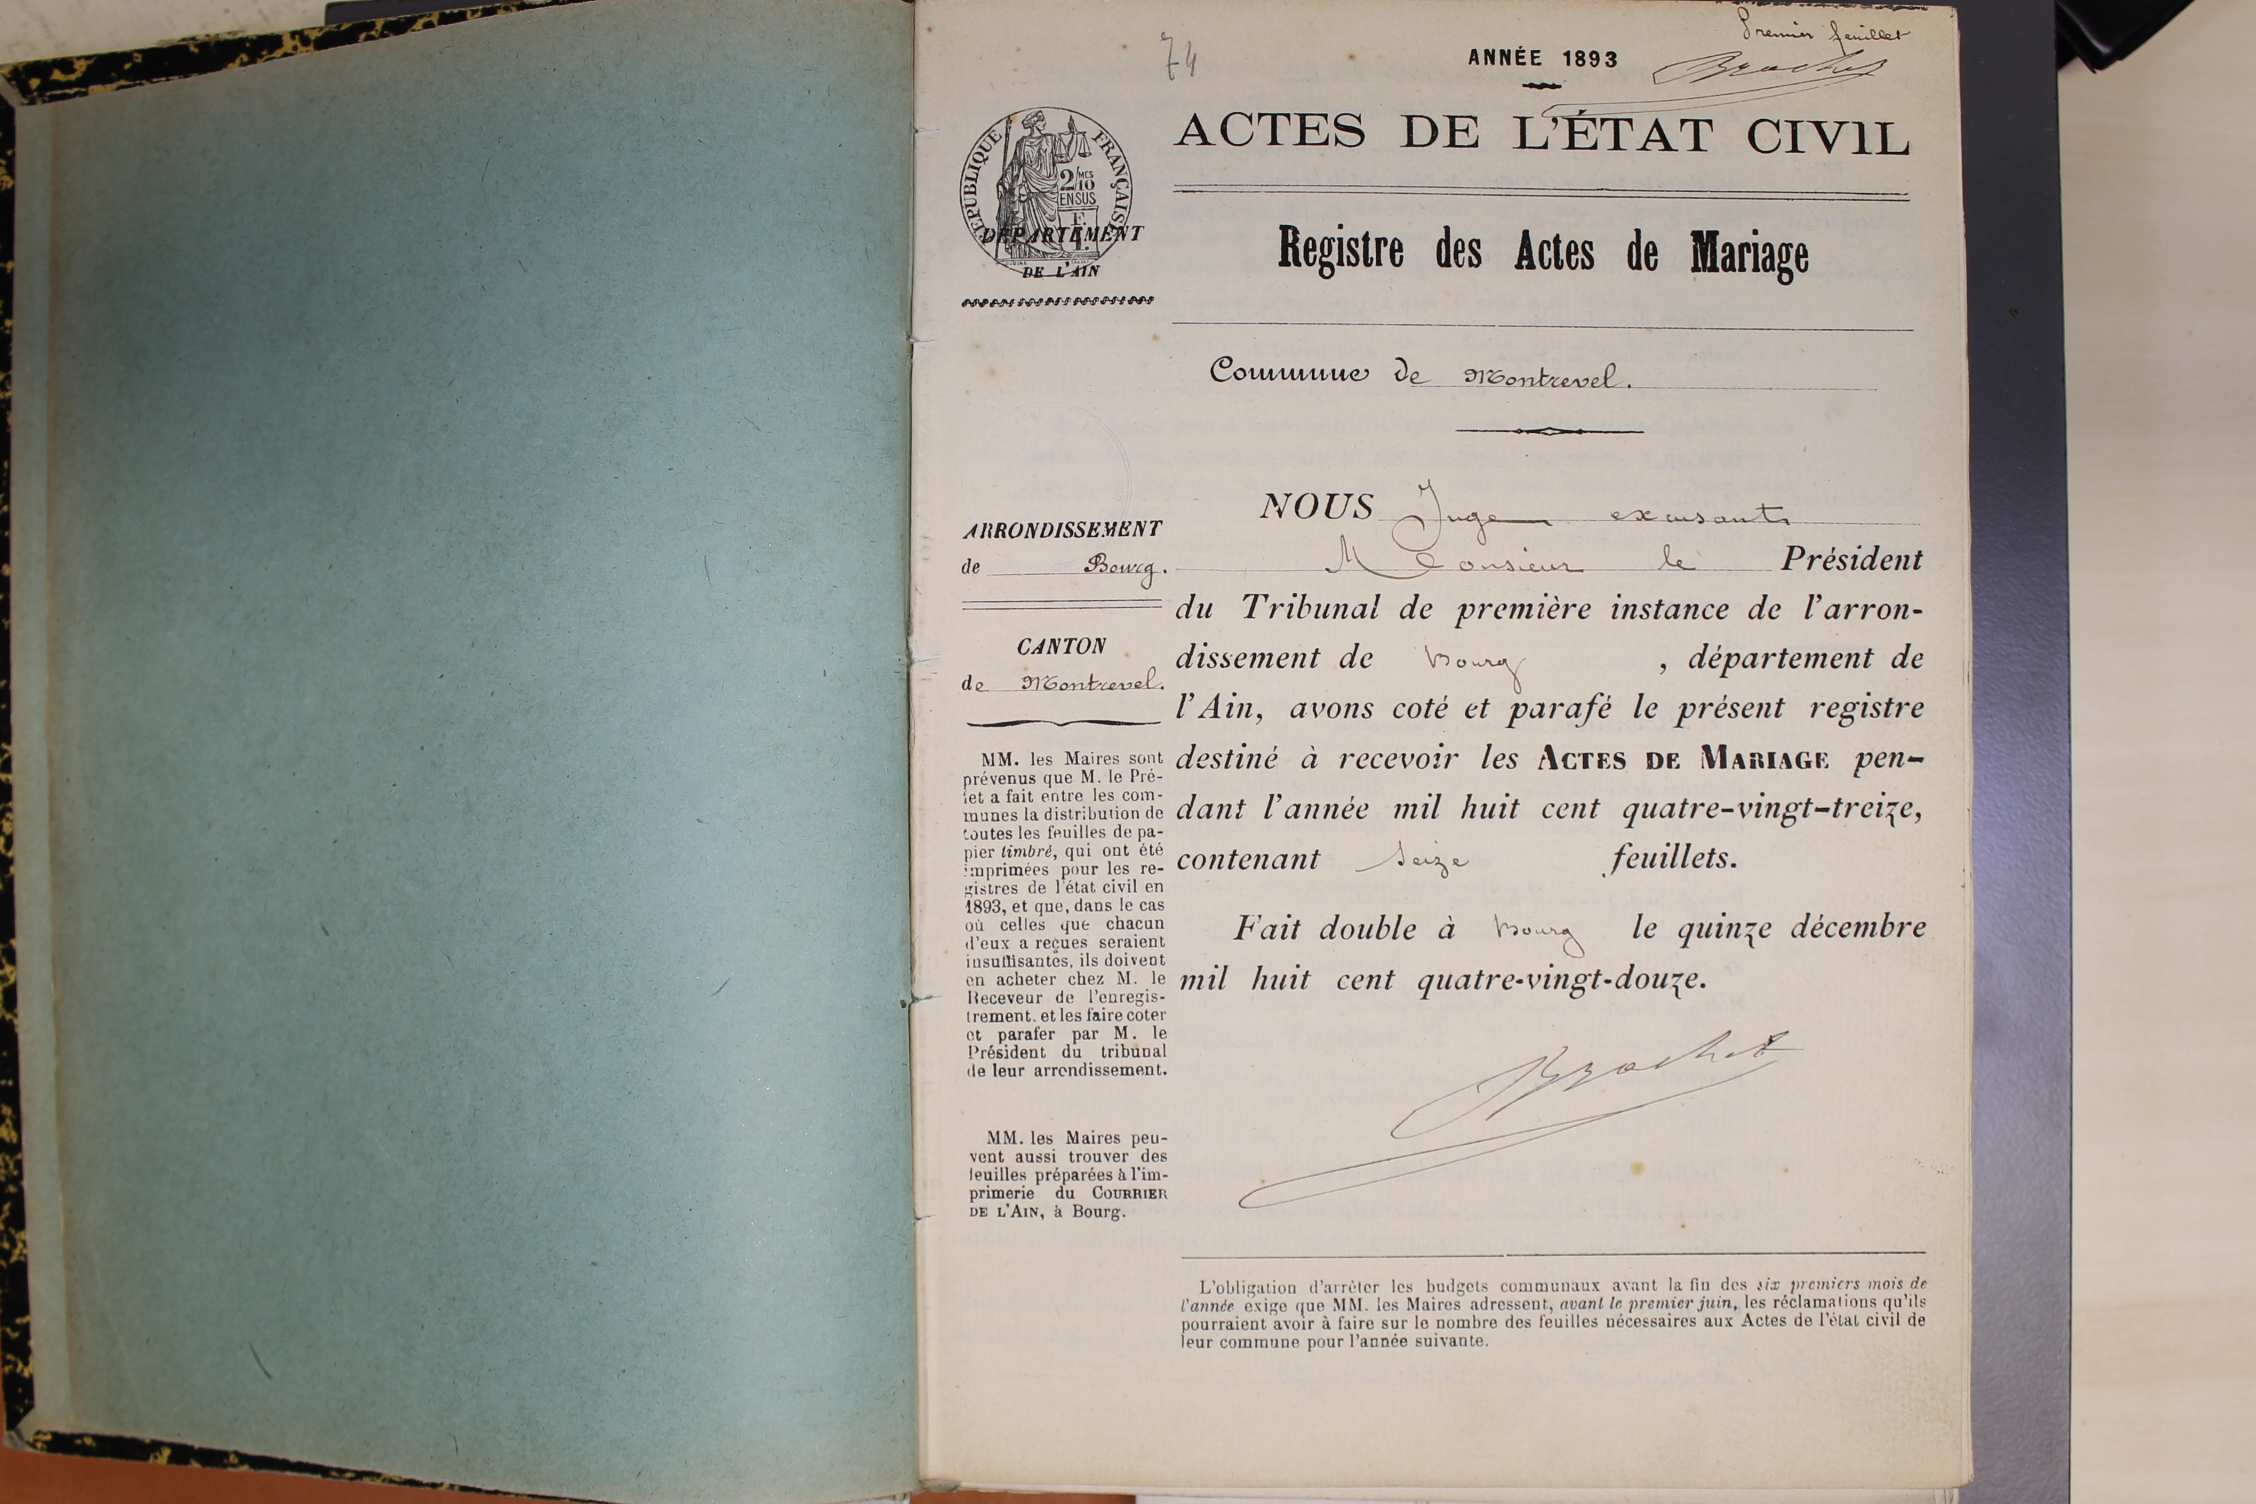 74
Premier feuillet
ANNÉE 1893
Brochet
ACTES DE L'ÉTAT CIVIL
RÉPUBLIQUE FRANÇAISE
2/10 MES
EN SUS
DÉPARTEMENT
DE L'AIN
Registre des Actes de Mariage
Commune de Montrevel.
ARRONDISSEMENT
de Bourg.
CANTON
de Montrevel.
MM. les Maires sont
prévenus que M. le Pré-
fet a fait entre les com-
munes la distribution de
toutes les feuilles de pa-
pier timbré, qui ont été
imprimées pour les re-
gistres de l'état civil en
1893, et que, dans le cas
où celles que chacun
d'eux a reçues seraient
insuffisantes, ils doivent
en acheter chez M. le
Receveur de l'enregis-
trement. et les faire coter
et parafer par M. le
Président du tribunal
de leur arrondissement.
MM. les Maires peu-
vent aussi trouver des
feuilles préparées à l'im-
primerie du COURRIER
DE L'AIN, à Bourg.
NOUS Juge
Monsieur le Président
du Tribunal de première instance de l'arron-
dissement de Bourg, département de
l'Ain, avons coté et parafé le présent registre
destiné à recevoir les ACTES DE MARIAGE pen-
dant l'année mil huit cent quatre-vingt-treize,
contenant seize feuillets.
Fait double à Bourg le quinze décembre
mil huit cent quatre-vingt-douze.
Brochet
L'obligation d'arrêter les budgets communaux avant la fin des six premiers mois de
l'année exige que MM. les Maires adressent, avant le premier juin, les réclamations qu'ils
pourraient avoir à faire sur le nombre des feuilles nécessaires aux Actes de l'état civil de
leur commune pour l'année suivante.